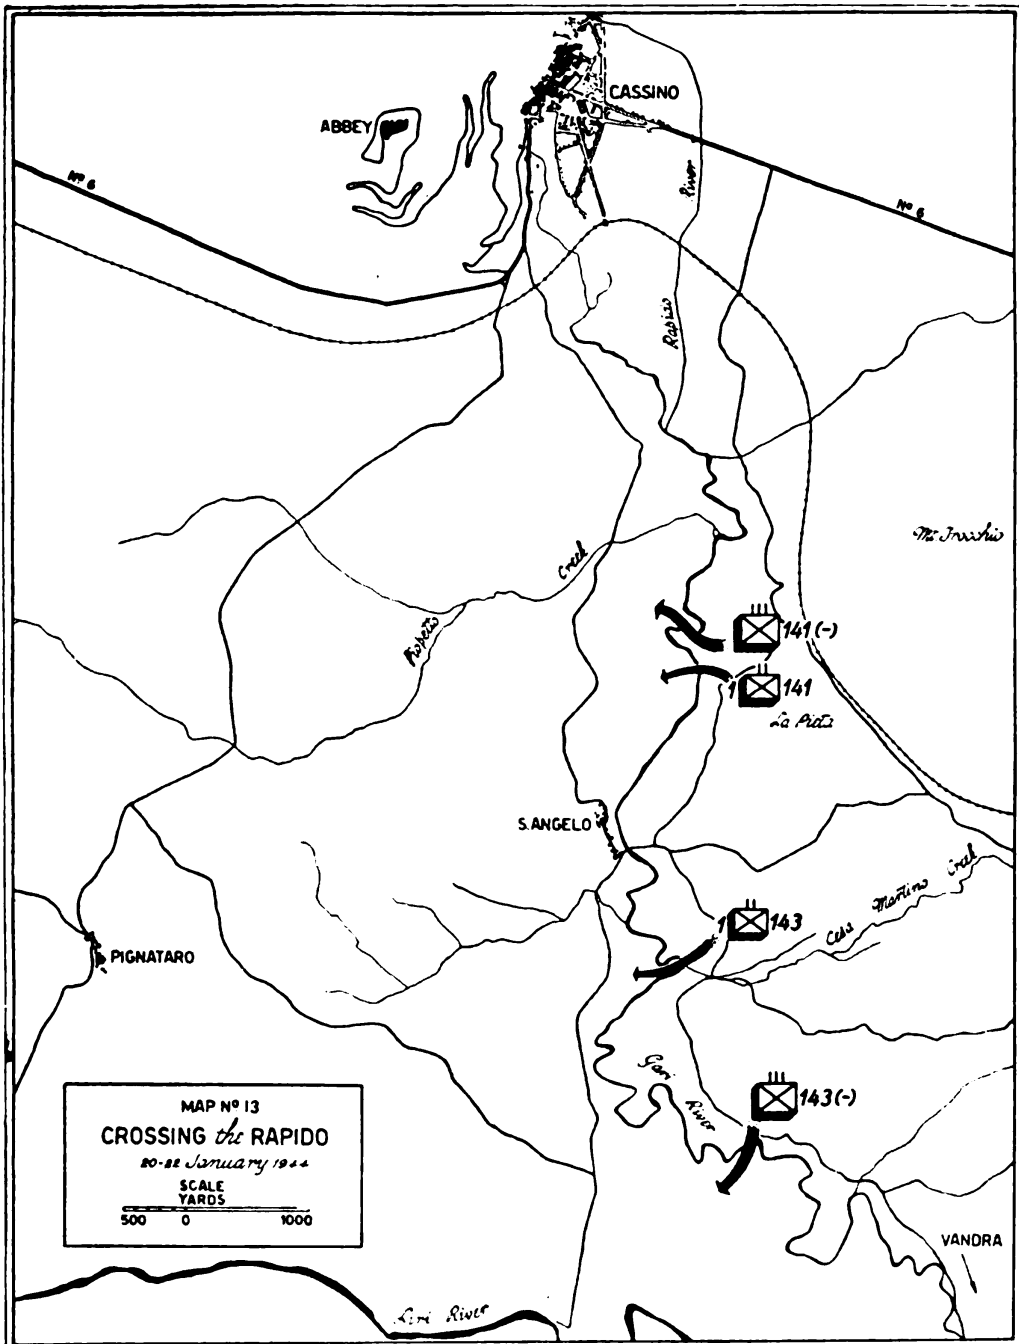 CASSINO
ABBEY
Nº 6
River
Nº 6
Rapido
Mt Trocchio
Creek
Piopeto
141 (-)
1 141
La Pieta
S. ANGELO
Cesa Martino Creek
1 143
PIGNATARO
Gari River
143 (-)
MAP Nº 13
CROSSING the RAPIDO
20-22 January 1944
SCALE
YARDS
500 0 1000
VANDRA
Liri River